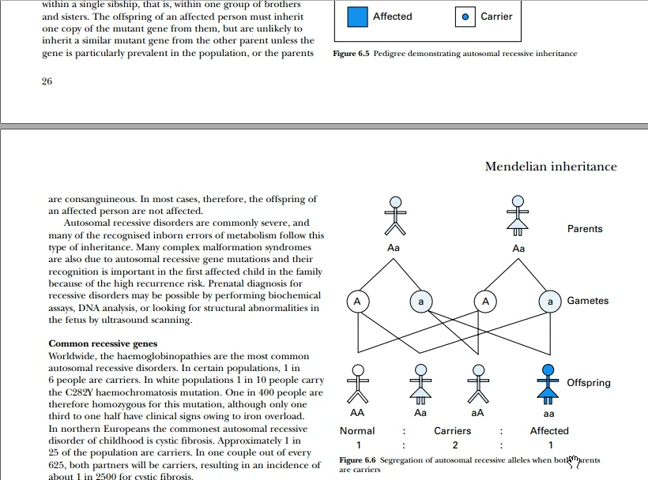 within a single sibship, that is, within one group of brothers
and sisters. The offspring of an affected person must inherit
one copy of the mutant gene from them, but are unlikely to
inherit a similar mutant gene from the other parent unless the
gene is particularly prevalent in the population, or the parents
Affected
Carrier
Figure 6.5 Pedigree demonstrating autosomal recessive inheritance
26
Mendelian inheritance
are consanguineous. In most cases, therefore, the offspring of
an affected person are not affected.
Autosomal recessive disorders are commonly severe, and
many of the recognised inborn errors of metabolism follow this
type of inheritance. Many complex malformation syndromes
are also due to autosomal recessive gene mutations and their
recognition is important in the first affected child in the family
because of the high recurrence risk. Prenatal diagnosis for
recessive disorders may be possible by performing biochemical
assays, DNA analysis, or looking for structural abnormalities in
the fetus by ultrasound scanning.
Common recessive genes
Worldwide, the haemoglobinopathies are the most common
autosomal recessive disorders. In certain populations, 1 in
6 people are carriers. In white populations 1 in 10 people carry
the C282Y haemochromatosis mutation. One in 400 people are
therefore homozygous for this mutation, although only one
third to one half have clinical signs owing to iron overload.
In northern Europeans the commonest autosomal recessive
disorder of childhood is cystic fibrosis. Approximately 1 in
25 of the population are carriers. In one couple out of every
625, both partners will be carriers, resulting in an incidence of
about 1 in 2500 for cystic fibrosis.
Parents
Aa Aa
A a A a Gametes
Offspring
AA Aa aA aa
Normal : Carriers : Affected
1 : 2 : 1
Figure 6.6 Segregation of autosomal recessive alleles when both parents
are carriers